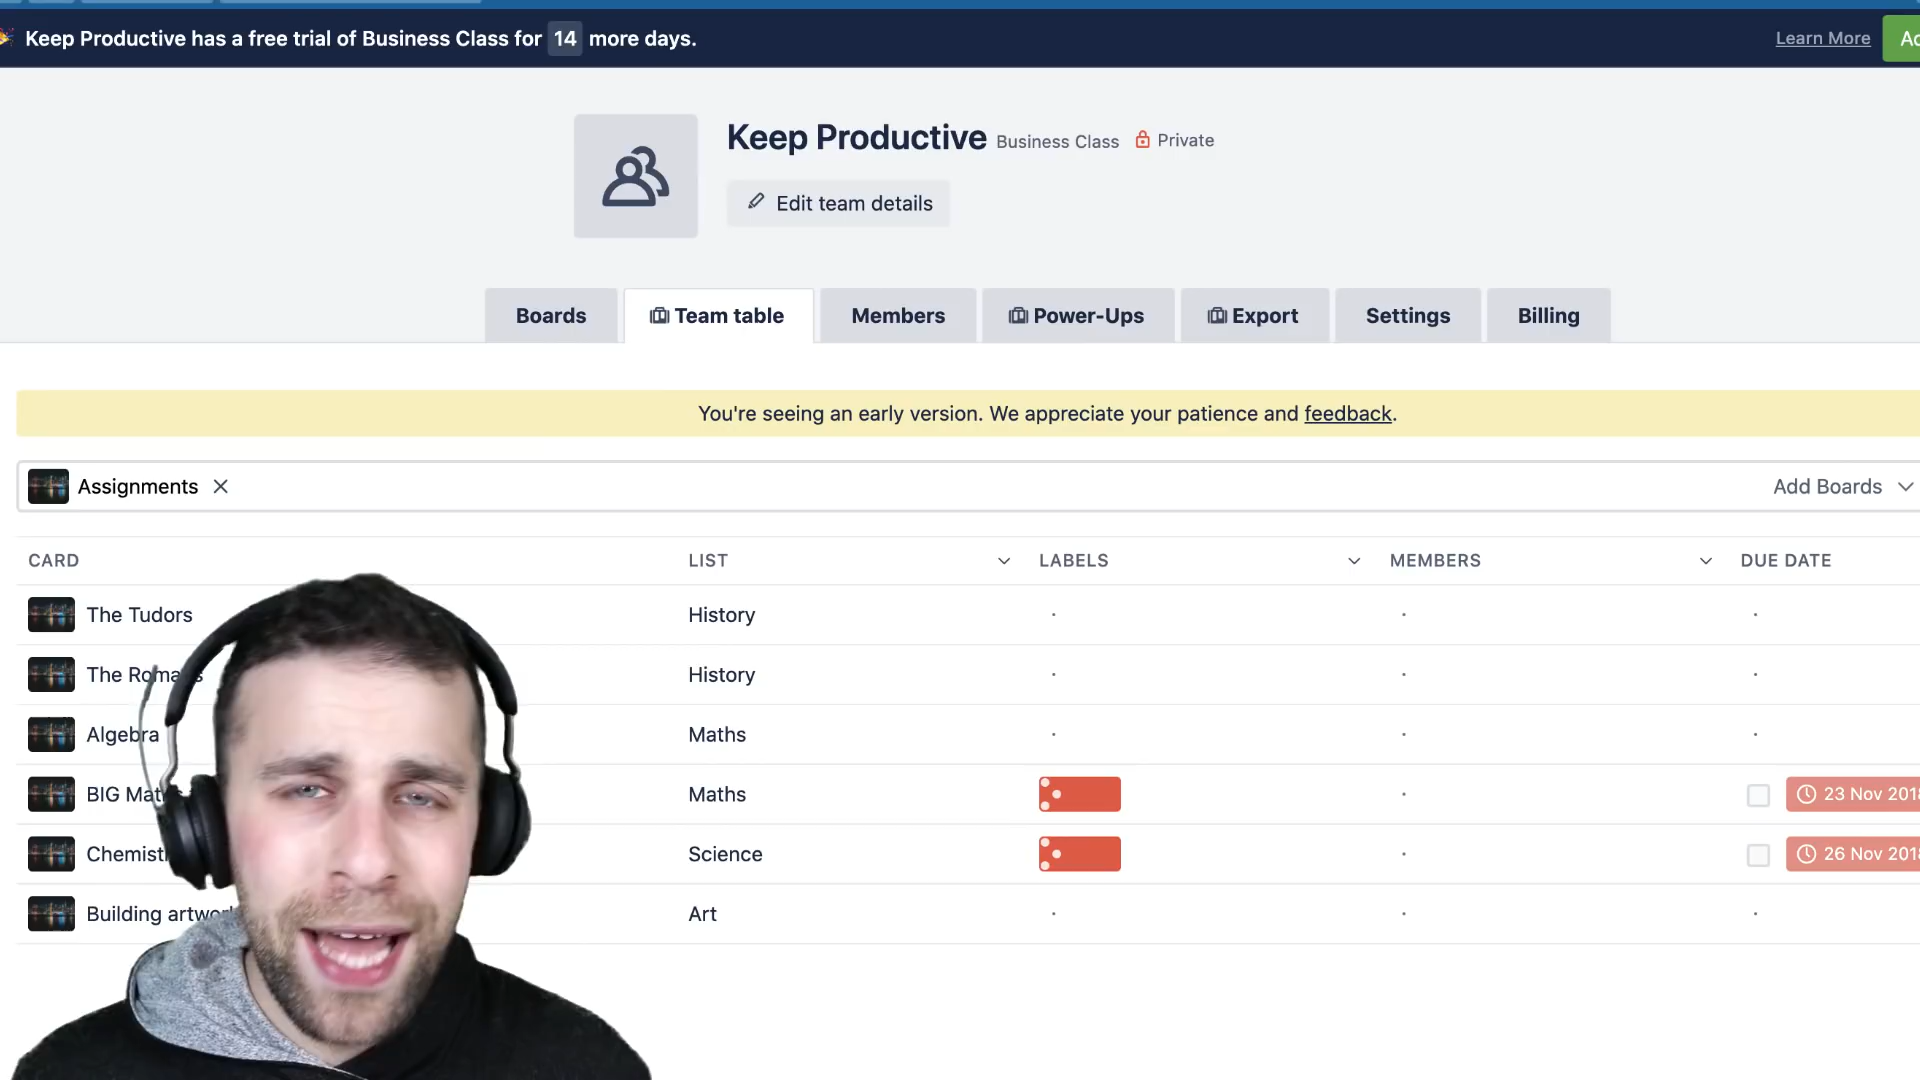 Keep Productive has a free trial of Business Class for 14 more days.
Learn More
Keep Productive Business Class Private
Edit team details
Boards Team table Members Power-Ups Export Settings Billing
You're seeing an early version. We appreciate your patience and feedback.
Assignments
Add Boards
CARD LIST LABELS MEMBERS DUE DATE
The Tudors History
The History
Algebra Maths
BIG Maths 23 Nov
Science 26 Nov
Building Art